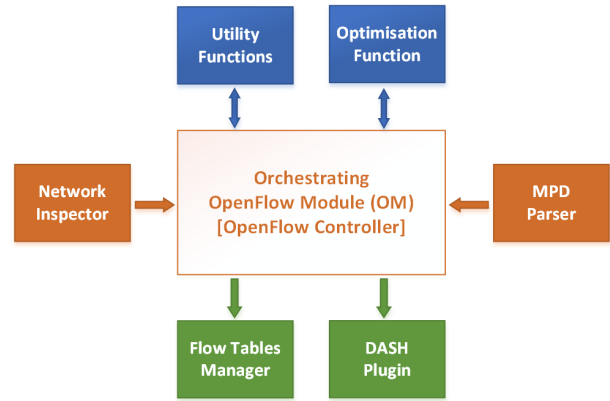 Utility
Functions
Optimisation
Function
Network
Inspector
Orchestrating
OpenFlow Module (OM)
[OpenFlow Controller]
MPD
Parser
Flow Tables
Manager
DASH
Plugin